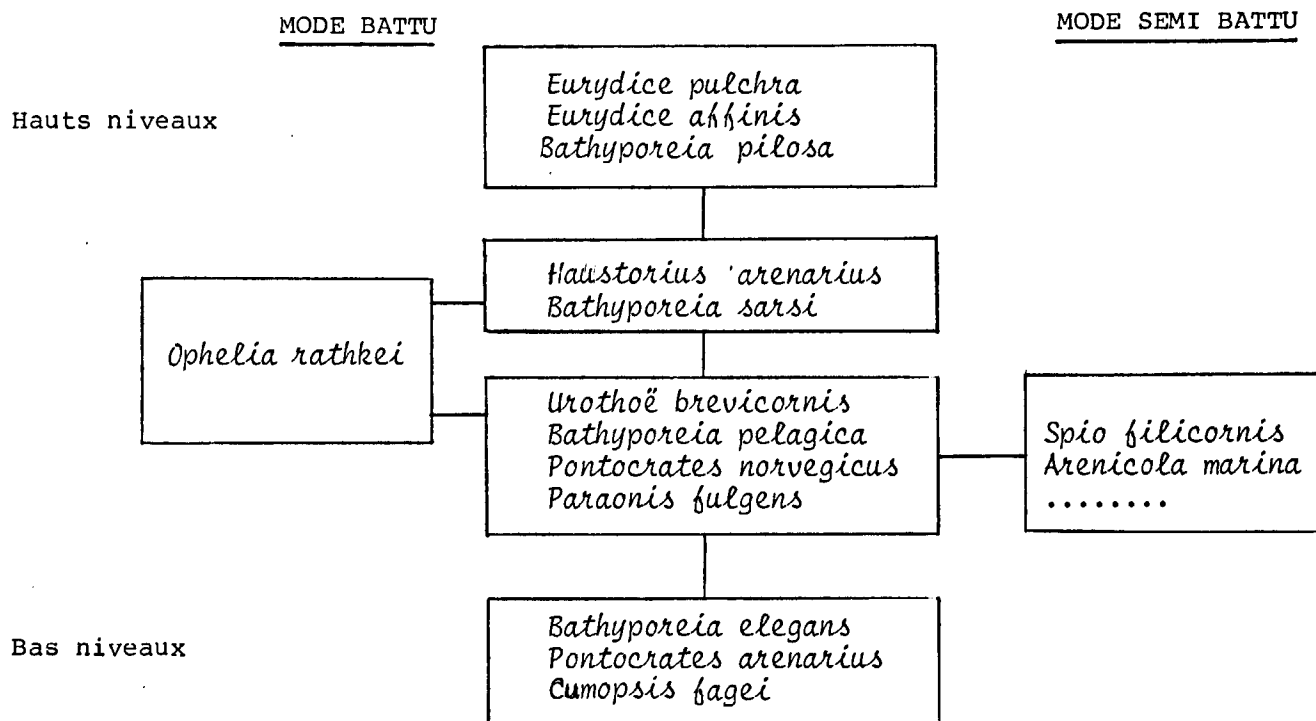 MODE BATTU
MODE SEMI BATTU
Hauts niveaux
Eurydice pulchra
Eurydice affinis
Bathyporeia pilosa
Haustorius arenarius
Bathyporeia sarsi
Ophelia rathkei
Urothoë brevicornis
Bathyporeia pelagica
Pontocrates norvegicus
Paraonis fulgens
Spio filicornis
Arenicola marina
........
Bas niveaux
Bathyporeia elegans
Pontocrates arenarius
Cumopsis fagei